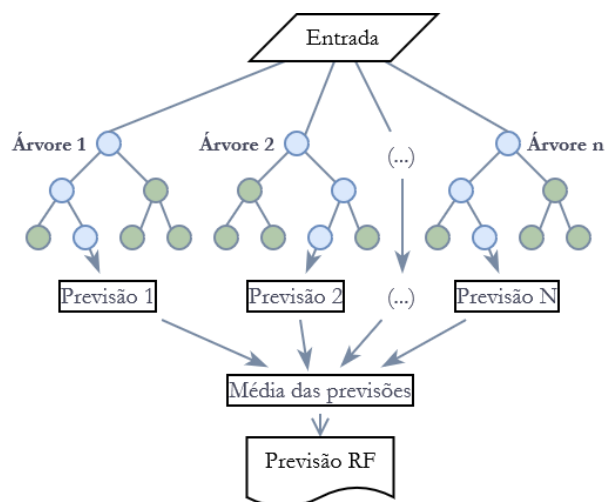 Entrada
Árvore 1
Árvore 2
(...)
Árvore n
Previsão 1
Previsão 2
(...)
Previsão N
Média das previsões
Previsão RF